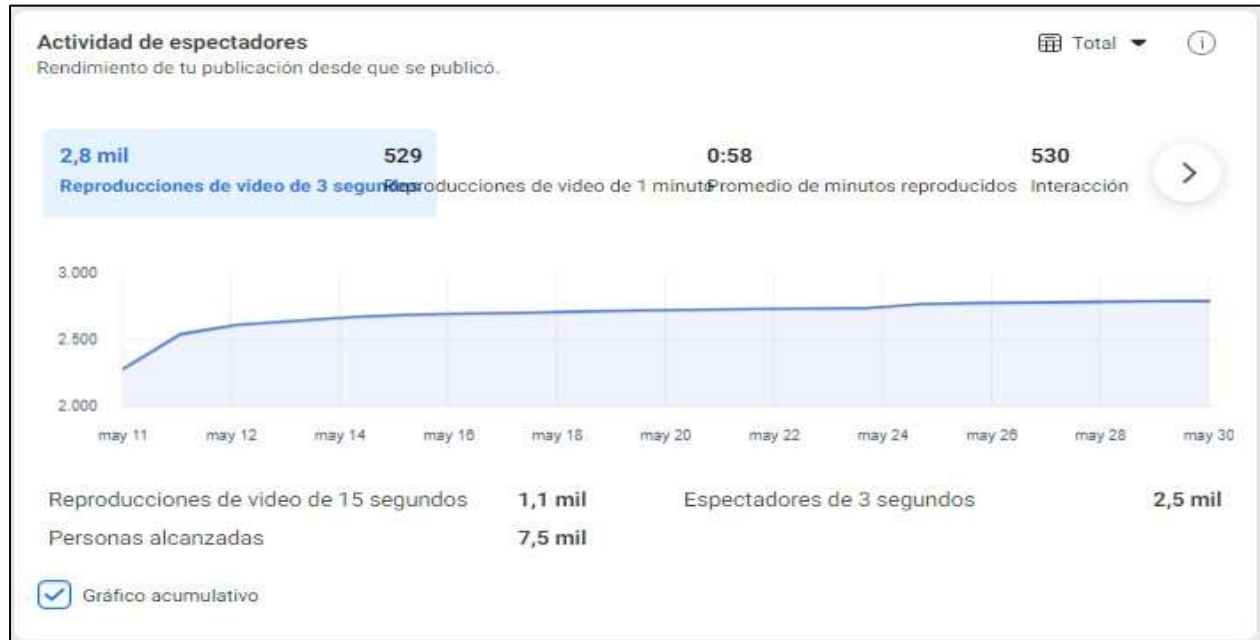 Actividad de espectadores
Total
Rendimiento de tu publicación desde que se publicó.
2,8 mil 529 0:58 530
Reproducciones de video de 3 segundos Reproducciones de video de 1 minuto Promedio de minutos reproducidos Interacción
3.000
2.500
2.000
may 11 may 12 may 14 may 16 may 18 may 20 may 22 may 24 may 26 may 28 may 30
Reproducciones de video de 15 segundos 1,1 mil Espectadores de 3 segundos 2,5 mil
Personas alcanzadas 7,5 mil
Gráfico acumulativo